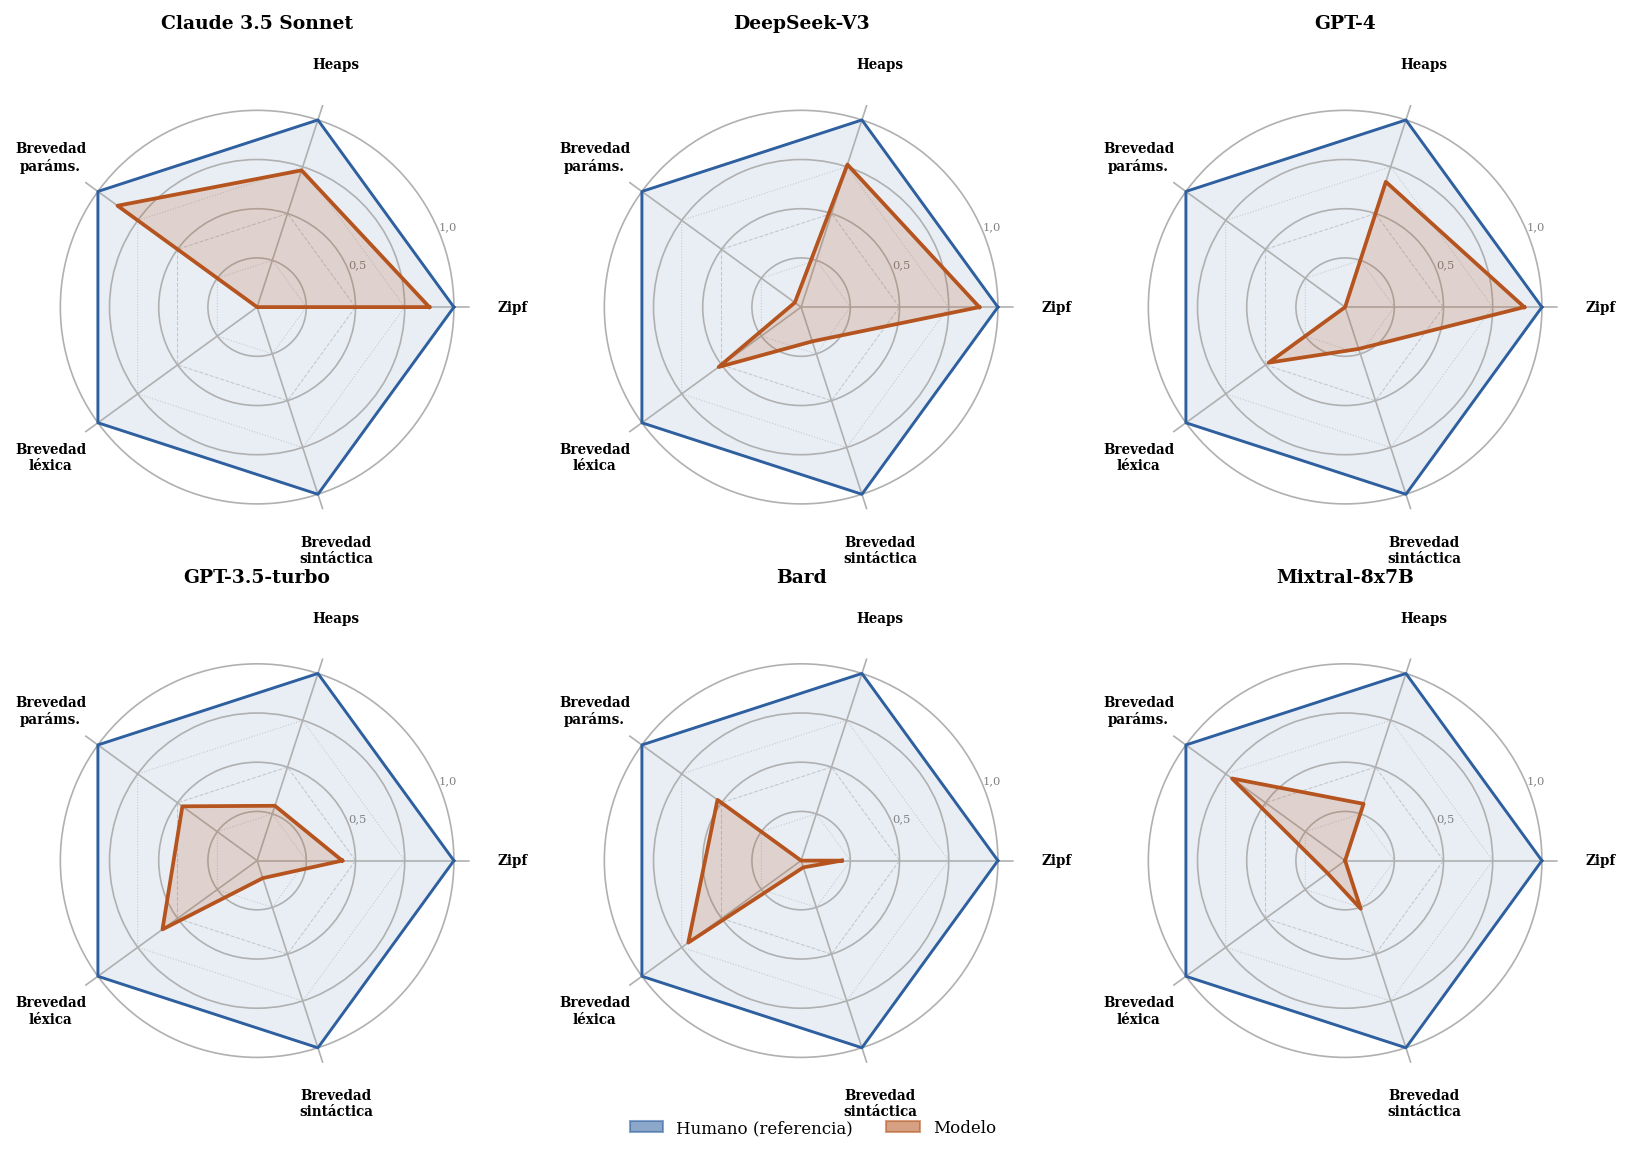 Claude 3.5 Sonnet
Heaps
Brevedad
paráms.
1,0
0,5
Zipf
Brevedad
léxica
Brevedad
sintáctica
DeepSeek-V3
Heaps
Brevedad
paráms.
1,0
0,5
Zipf
Brevedad
léxica
Brevedad
sintáctica
GPT-4
Heaps
Brevedad
paráms.
1,0
0,5
Zipf
Brevedad
léxica
Brevedad
sintáctica
GPT-3.5-turbo
Heaps
Brevedad
paráms.
1,0
0,5
Zipf
Brevedad
léxica
Brevedad
sintáctica
Bard
Heaps
Brevedad
paráms.
1,0
0,5
Zipf
Brevedad
léxica
Brevedad
sintáctica
Mixtral-8x7B
Heaps
Brevedad
paráms.
1,0
0,5
Zipf
Brevedad
léxica
Brevedad
sintáctica
Humano (referencia)
Modelo